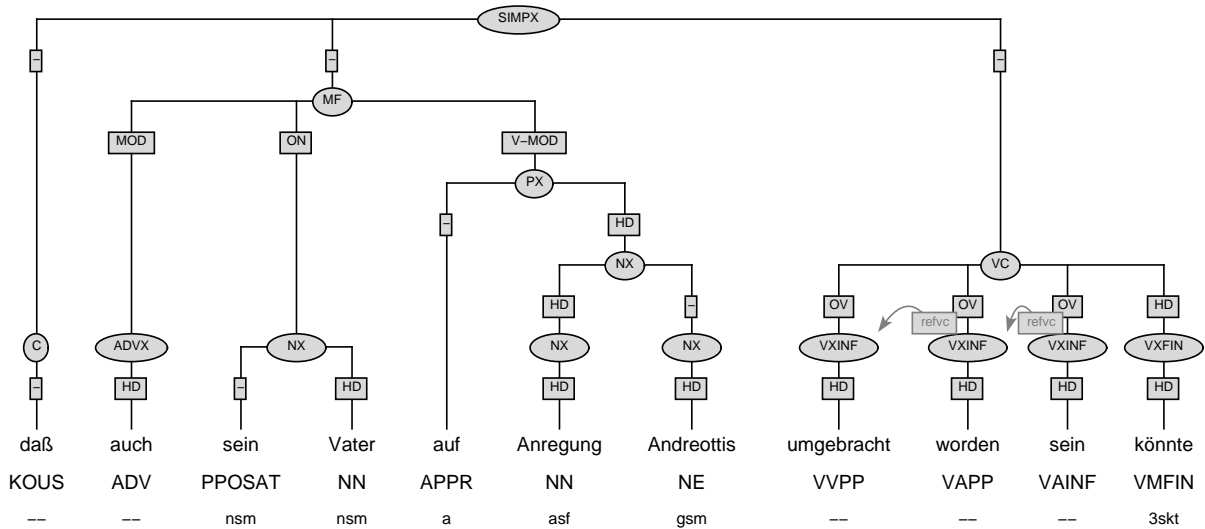 SIMPX
– – –
MF
MOD ON V–MOD
PX
– HD
NX VC
HD – OV OV OV HD
refvc refvc
C ADVX NX NX NX VXINF VXINF VXINF VXFIN
– HD – HD HD HD HD HD HD HD
daß auch sein Vater auf Anregung Andreottis umgebracht worden sein könnte
KOUS ADV PPOSAT NN APPR NN NE VVPP VAPP VAINF VMFIN
−− −− nsm nsm a asf gsm −− −− −− 3skt